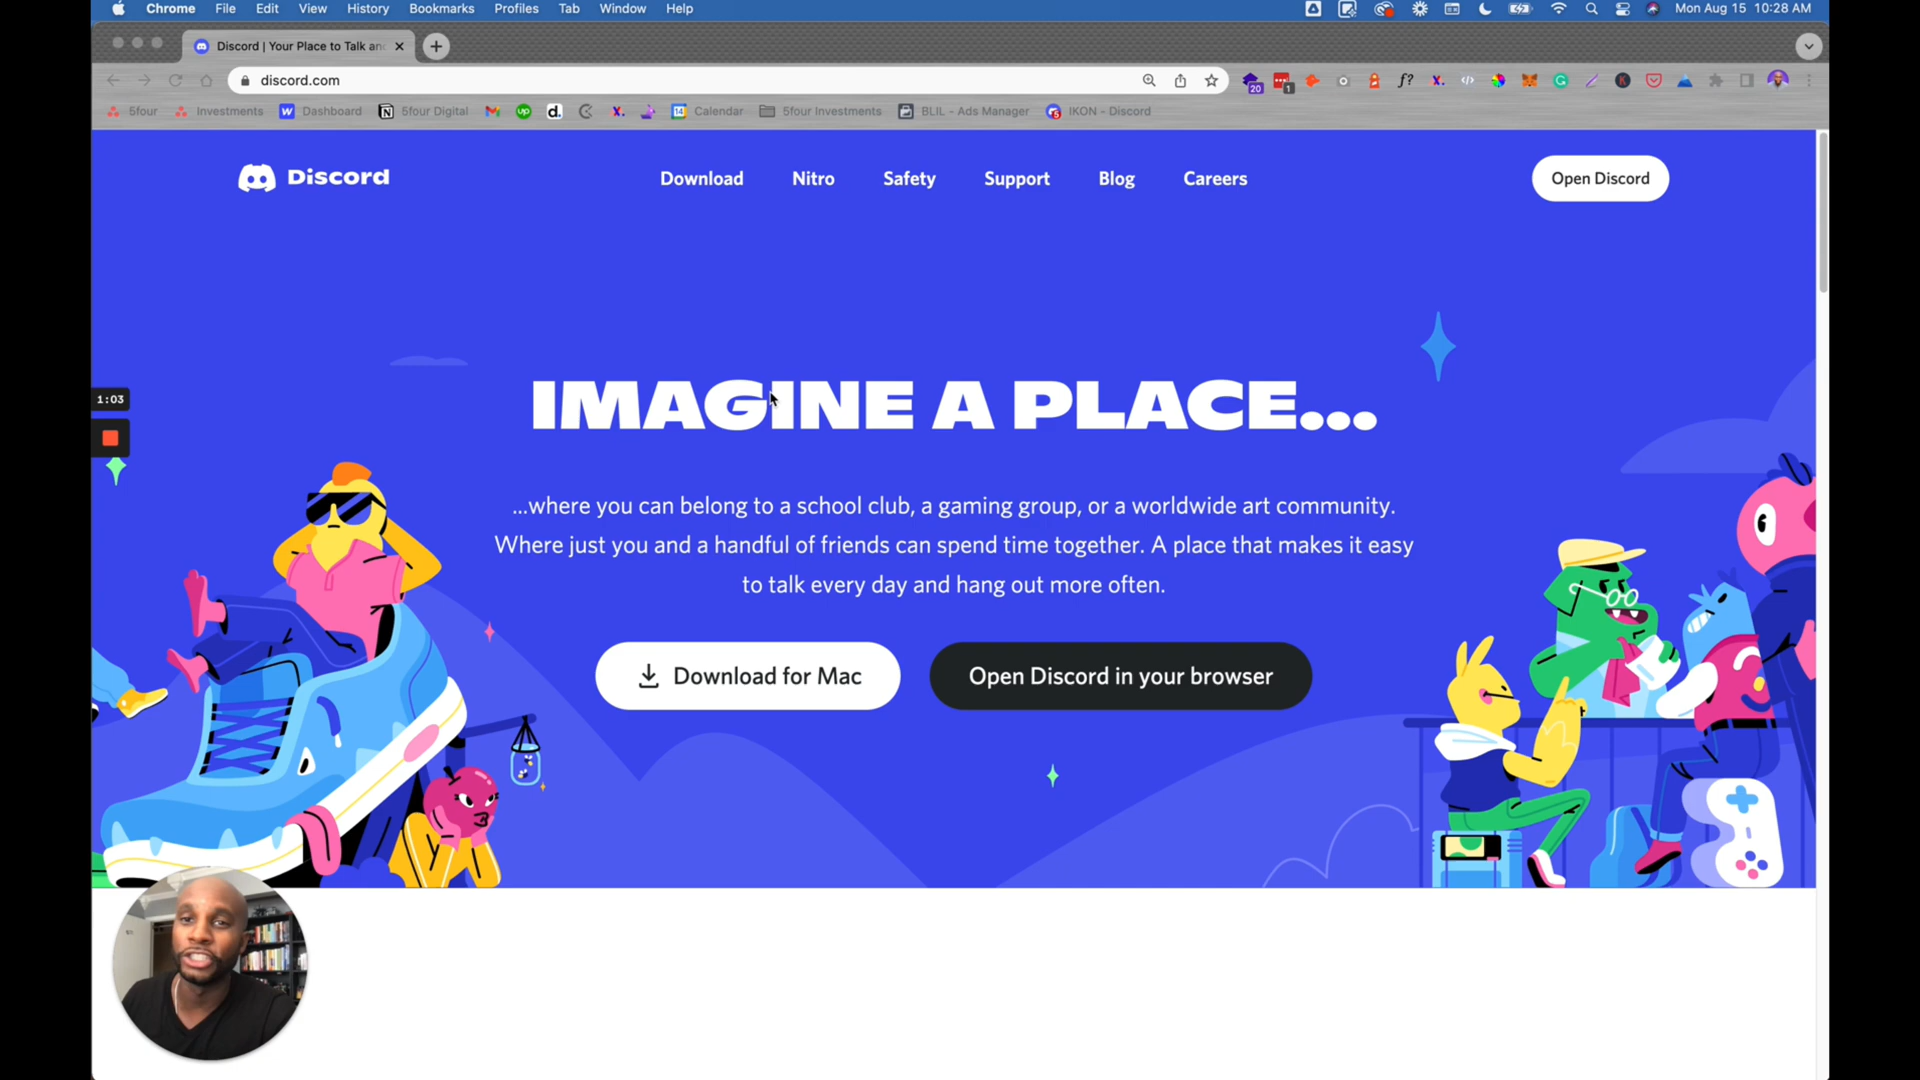 Chrome File Edit View History Bookmarks Profiles Tab Window Help Mon Aug 15 10:28 AM
Discord | Your Place to Talk an
discord.com
20 1 f?
5four Investments Dashboard 5four Digital up d. X. 14 Calendar 5four Investments BLIL - Ads Manager IKON - Discord
Discord Download Nitro Safety Support Blog Careers Open Discord
IMAGINE A PLACE...
1:03
...where you can belong to a school club, a gaming group, or a worldwide art community.
Where just you and a handful of friends can spend time together. A place that makes it easy
to talk every day and hang out more often.
Download for Mac Open Discord in your browser